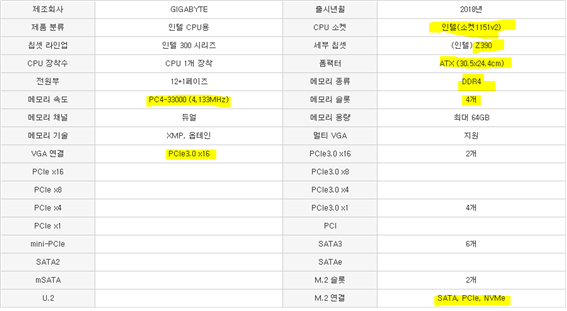 제조회사 GIGABYTE 출시년월 2018년
제품 분류 인텔 CPU용 CPU 소켓 인텔(소켓1151v2)
칩셋 라인업 인텔 300 시리즈 세부 칩셋 (인텔) Z390
CPU 장착수 CPU 1개 장착 폼팩터 ATX (30.5x24.4cm)
전원부 12+1페이즈 메모리 종류 DDR4
메모리 속도 PC4-33000 (4,133MHz) 메모리 슬롯 4개
메모리 채널 듀얼 메모리 용량 최대 64GB
메모리 기술 XMP, 옵테인 멀티 VGA 지원
VGA 연결 PCIe3.0 x16 PCIe3.0 x16 2개
PCIe x16 PCIe3.0 x8
PCIe x8 PCIe3.0 x4
PCIe x4 PCIe3.0 x1 4개
PCIe x1 PCI
mini-PCIe SATA3 6개
SATA2 SATAe
mSATA M.2 슬롯 2개
U.2 M.2 연결 SATA, PCIe, NVMe